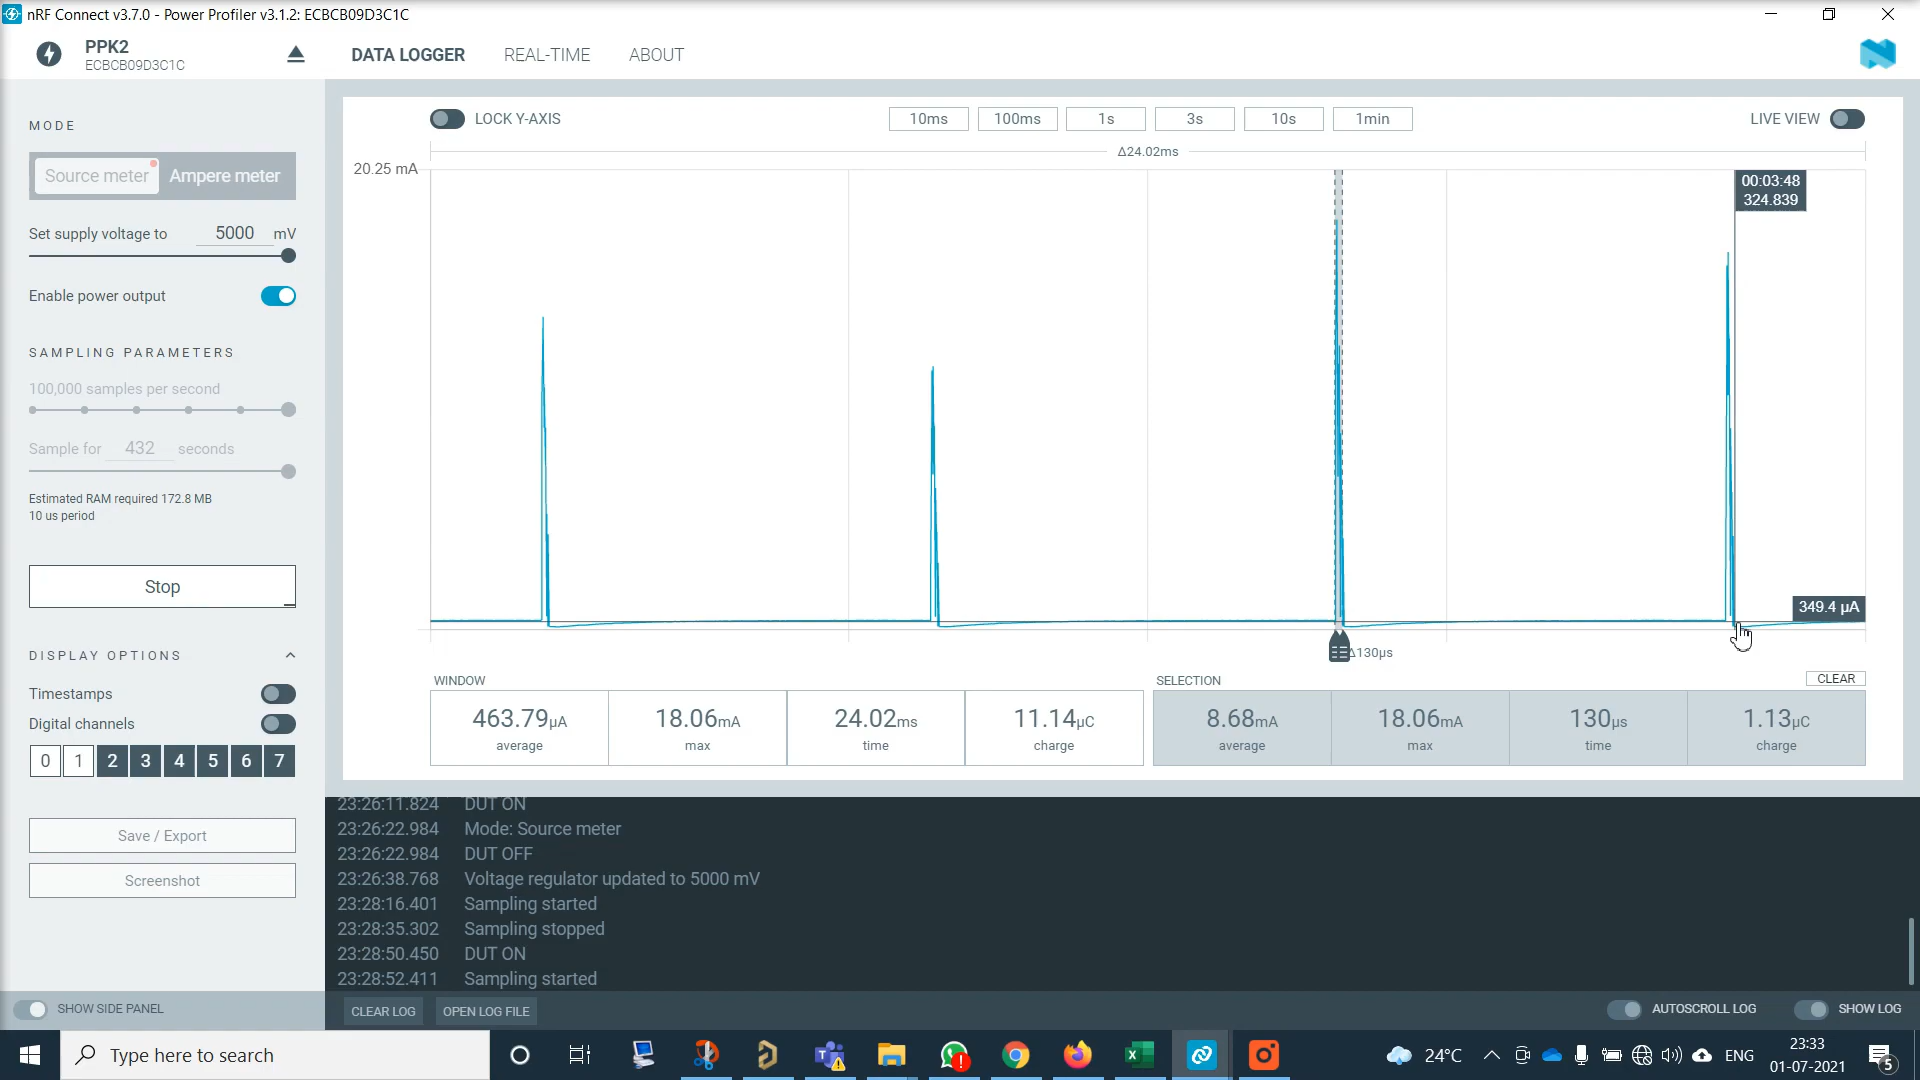 nRF Connect v3.7.0 - Power Profiler v3.1.2: ECBCB09D3C1C
PPK2
ECBCB09D3C1C
DATA LOGGER
REAL-TIME
ABOUT
MODE
Source meter
Ampere meter
Set supply voltage to 5000 mV
Enable power output
SAMPLING PARAMETERS
100,000 samples per second
Sample for 432 seconds
Estimated RAM required 172.8 MB
10 us period
Stop
DISPLAY OPTIONS
Timestamps
Digital channels
0 1 2 3 4 5 6 7
Save / Export
Screenshot
SHOW SIDE PANEL
LOCK Y-AXIS
10ms
100ms
1s
3s
10s
1min
LIVE VIEW
Δ24.02ms
20.25 mA
00:03:48
324.839
349.4 μA
Δ130μs
WINDOW
463.79μA
average
18.06mA
max
24.02ms
time
11.14μC
charge
SELECTION
CLEAR
8.68mA
average
18.06mA
max
130μs
time
1.13μC
charge
23:26:11.824 DUT ON
23:26:22.984 Mode: Source meter
23:26:22.984 DUT OFF
23:26:38.768 Voltage regulator updated to 5000 mV
23:28:16.401 Sampling started
23:28:35.302 Sampling stopped
23:28:50.450 DUT ON
23:28:52.411 Sampling started
CLEAR LOG
OPEN LOG FILE
AUTOSCROLL LOG
SHOW LOG
Type here to search
24°C
ENG
23:33
01-07-2021
5